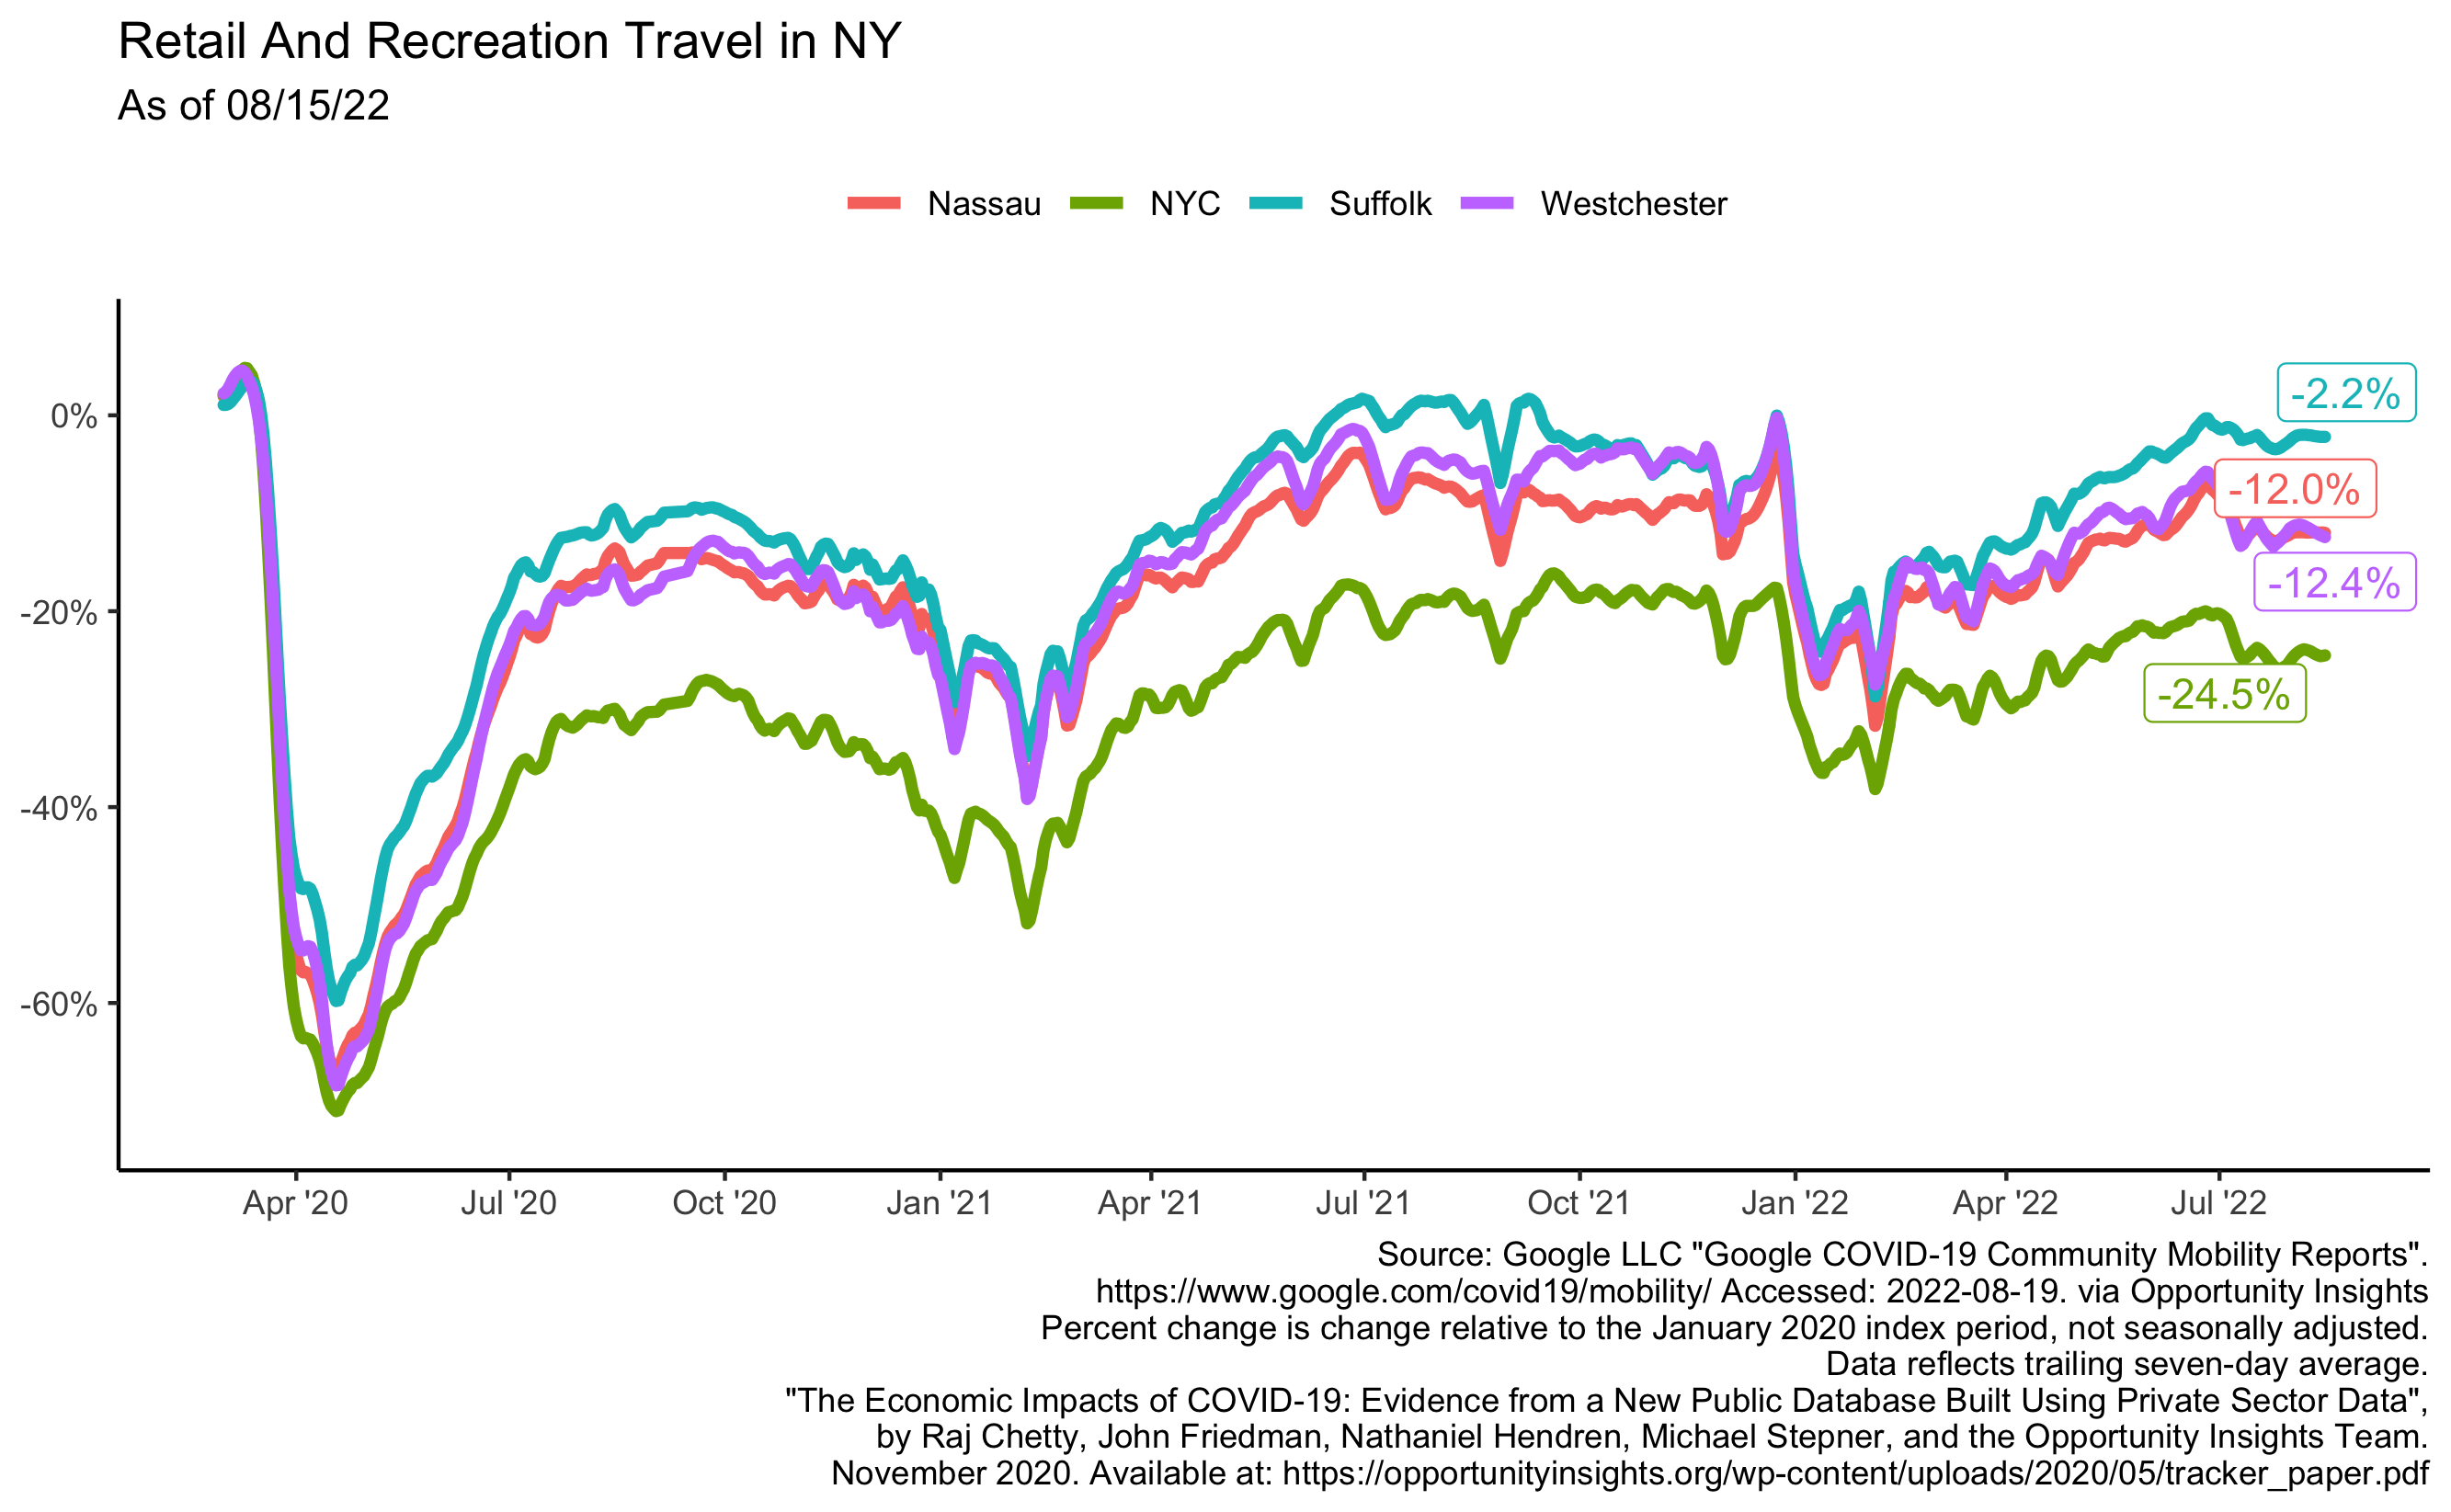 Retail And Recreation Travel in NY
As of 08/15/22
Nassau NYC Suffolk Westchester
0%
-20%
-40%
-60%
-2.2%
-12.0%
-12.4%
-24.5%
Apr '20 Jul '20 Oct '20 Jan '21 Apr '21 Jul '21 Oct '21 Jan '22 Apr '22 Jul '22
Source: Google LLC "Google COVID-19 Community Mobility Reports".
https://www.google.com/covid19/mobility/ Accessed: 2022-08-19. via Opportunity Insights
Percent change is change relative to the January 2020 index period, not seasonally adjusted.
Data reflects trailing seven-day average.
"The Economic Impacts of COVID-19: Evidence from a New Public Database Built Using Private Sector Data",
by Raj Chetty, John Friedman, Nathaniel Hendren, Michael Stepner, and the Opportunity Insights Team.
November 2020. Available at: https://opportunityinsights.org/wp-content/uploads/2020/05/tracker_paper.pdf